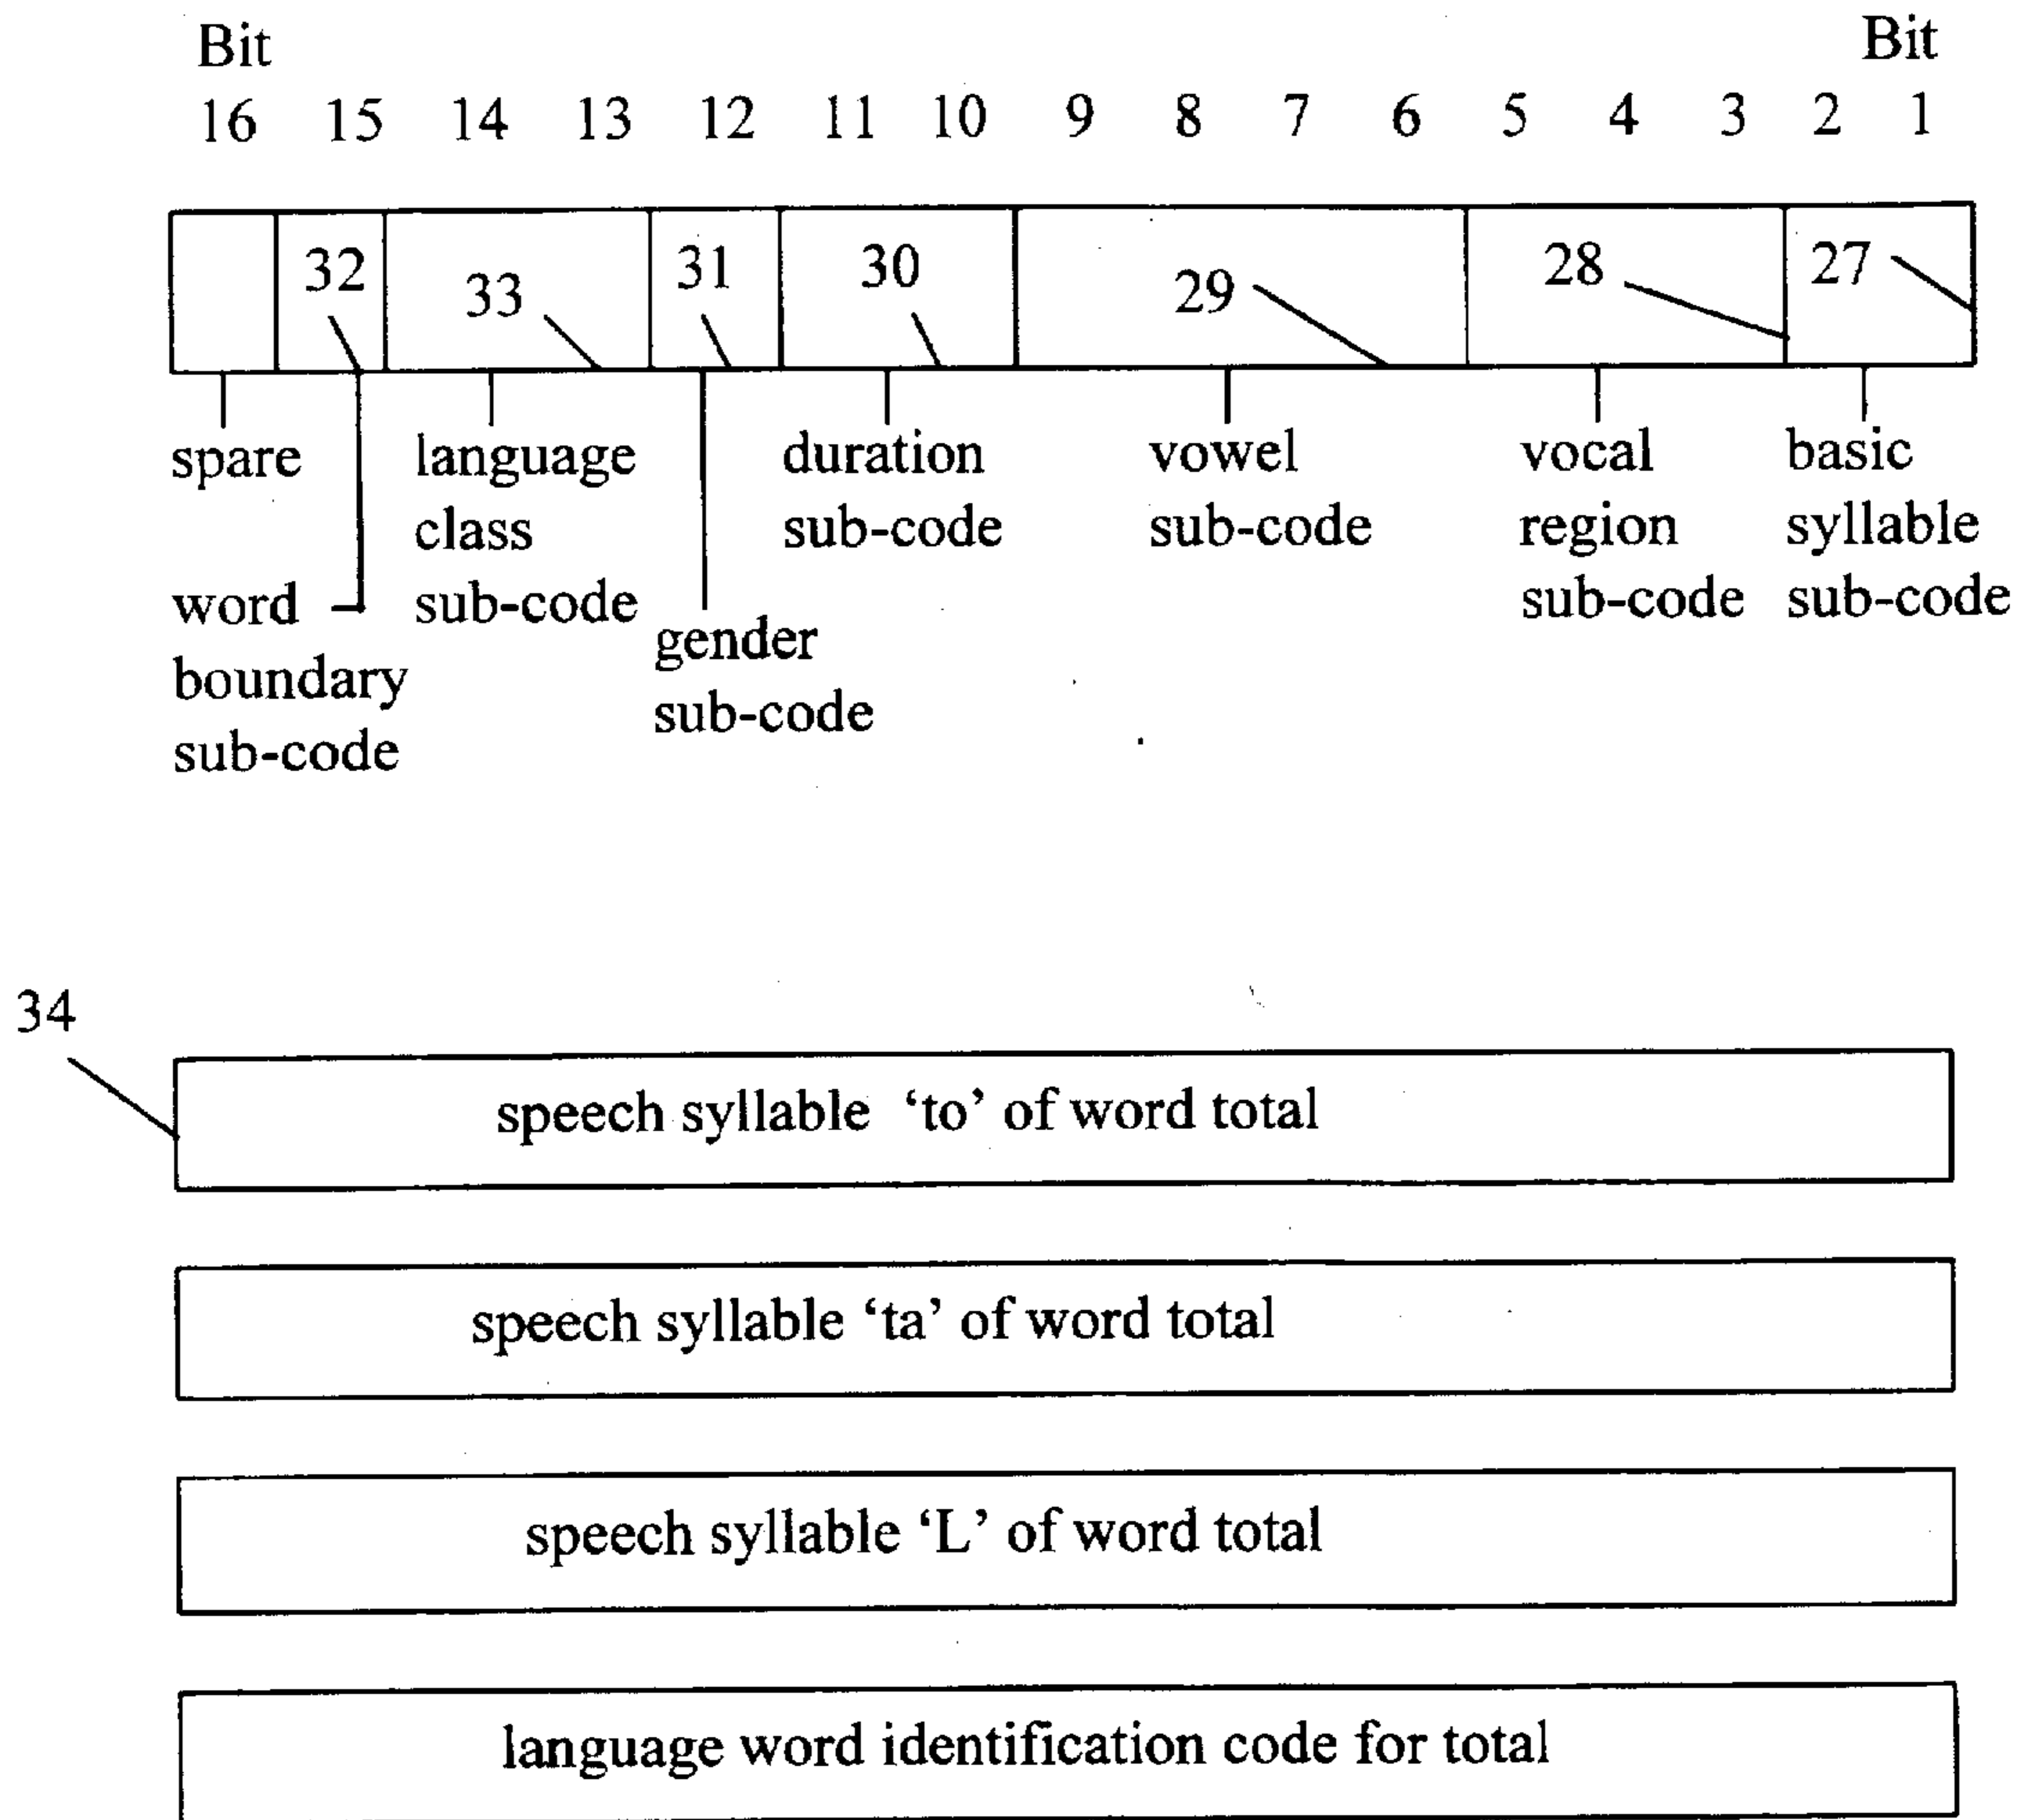 Bit Bit
16 15 14 13 12 11 10 9 8 7 6 5 4 3 2 1
32 33 31 30 29 28 27
spare
word
boundary
sub-code
language
class
sub-code
gender
sub-code
duration
sub-code
vowel
sub-code
vocal
region
sub-code
basic
syllable
sub-code
34
speech syllable ‘to’ of word total
speech syllable ‘ta’ of word total
speech syllable ‘L’ of word total
language word identification code for total